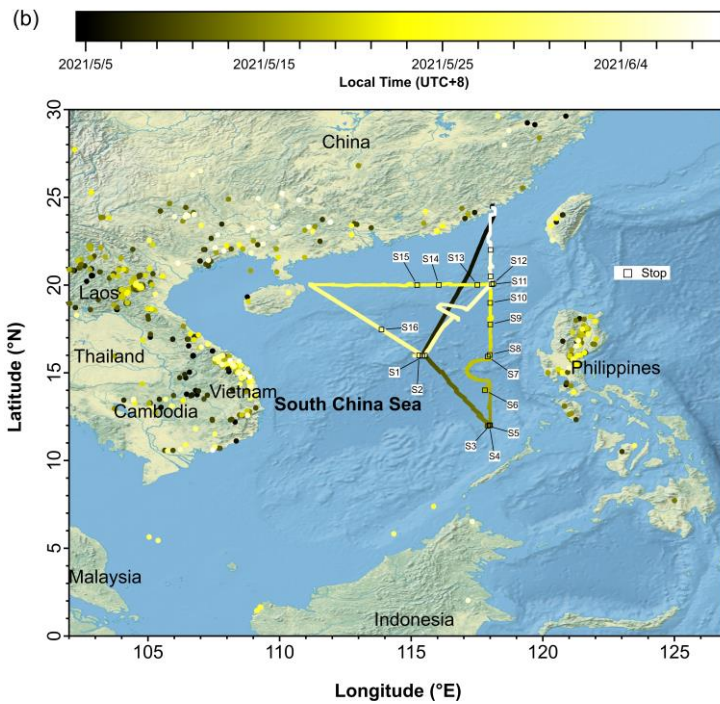 (b)
2021/5/5 2021/5/15 2021/5/25 2021/6/4
Local Time (UTC+8)
30
China
25
S15 S14 S13 S12
20
S11
Laos
S10
S9
S16
S8
Thailand
S1
S7
Philippines
15
S2
Vietnam
South China Sea
S6
Cambodia
S3 S5
S4
10
5
Malaysia
Indonesia
0
105 110 115 120 125
Longitude (°E)
Latitude (°N)
Stop